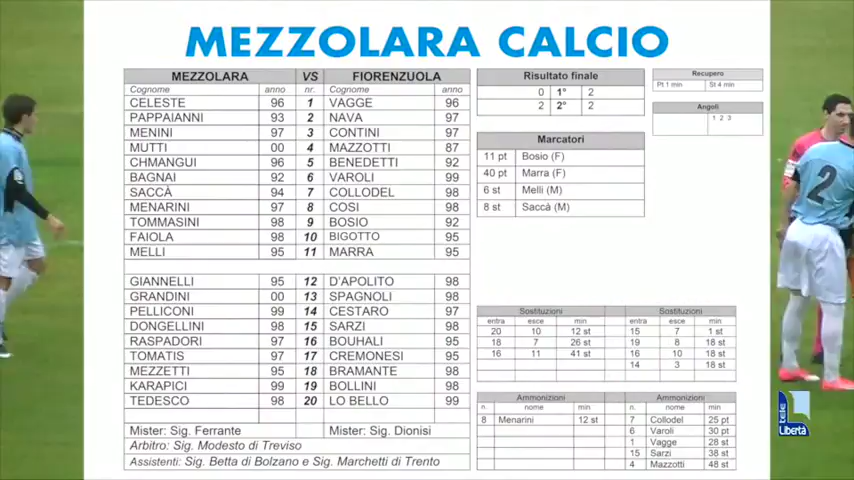 MEZZOLARA CALCIO
MEZZOLARA VS FIORENZUOLA
Cognome anno nr. Cognome anno
CELESTE 96 1 VAGGE 96
PAPPAIANNI 93 2 NAVA 97
MENINI 97 3 CONTINI 97
MUTTI 00 4 MAZZOTTI 87
CHMANGUI 96 5 BENEDETTI 92
BAGNAI 92 6 VAROLI 99
SACCÀ 94 7 COLLODEL 98
MENARINI 97 8 COSI 98
TOMMASINI 98 9 BOSIO 92
FAIOLA 98 10 BIGOTTO 95
MELLI 95 11 MARRA 95
GIANNELLI 95 12 D'APOLITO 98
GRANDINI 00 13 SPAGNOLI 98
PELLICONI 99 14 CESTARO 97
DONGELLINI 98 15 SARZI 98
RASPADORI 97 16 BOUHALI 95
TOMATIS 97 17 CREMONESI 95
MEZZETTI 95 18 BRAMANTE 98
KARAPICI 99 19 BOLLINI 98
TEDESCO 98 20 LO BELLO 99
Mister: Sig. Ferrante Mister: Sig. Dionisi
Arbitro: Sig. Modesto di Treviso
Assistenti: Sig. Betta di Bolzano e Sig. Marchetti di Trento
Risultato finale
0 1° 2
2 2° 2
Marcatori
11 pt Bosio (F)
40 pt Marra (F)
6 st Melli (M)
8 st Saccà (M)
Recupero
Pt 1 min St 4 min
Angoli
1 2 3
Sostituzioni
entra esce min
20 10 12 st
18 7 26 st
16 11 41 st
Sostituzioni
entra esce min
15 7 1 st
19 8 18 st
16 10 18 st
14 3 18 st
Ammonizioni
n. nome min
8 Menarini 12 st
Ammonizioni
n. nome min
7 Collodel 25 pt
6 Varoli 30 pt
1 Vagge 28 st
15 Sarzi 38 st
4 Mazzotti 48 st
2
tele
Libertà